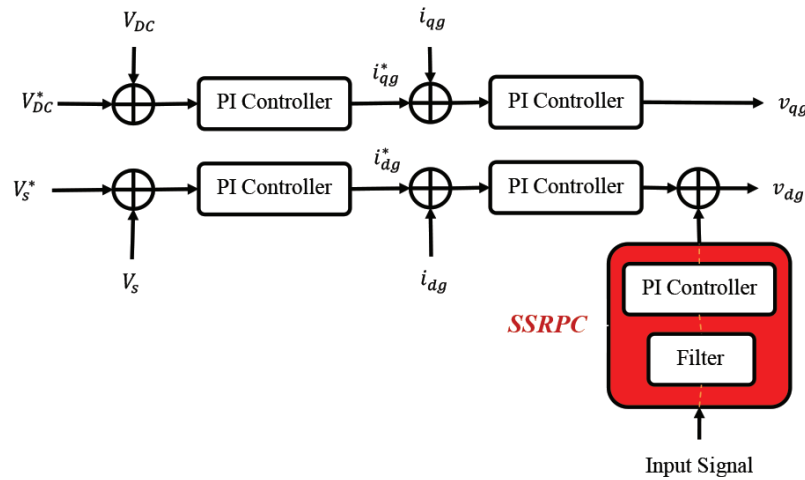 V_DC
i_qg
V*_DC
PI Controller
i*_qg
PI Controller
v_qg
V_s*
PI Controller
i*_dg
PI Controller
v_dg
V_s
i_dg
PI Controller
SSRPC
Filter
Input Signal